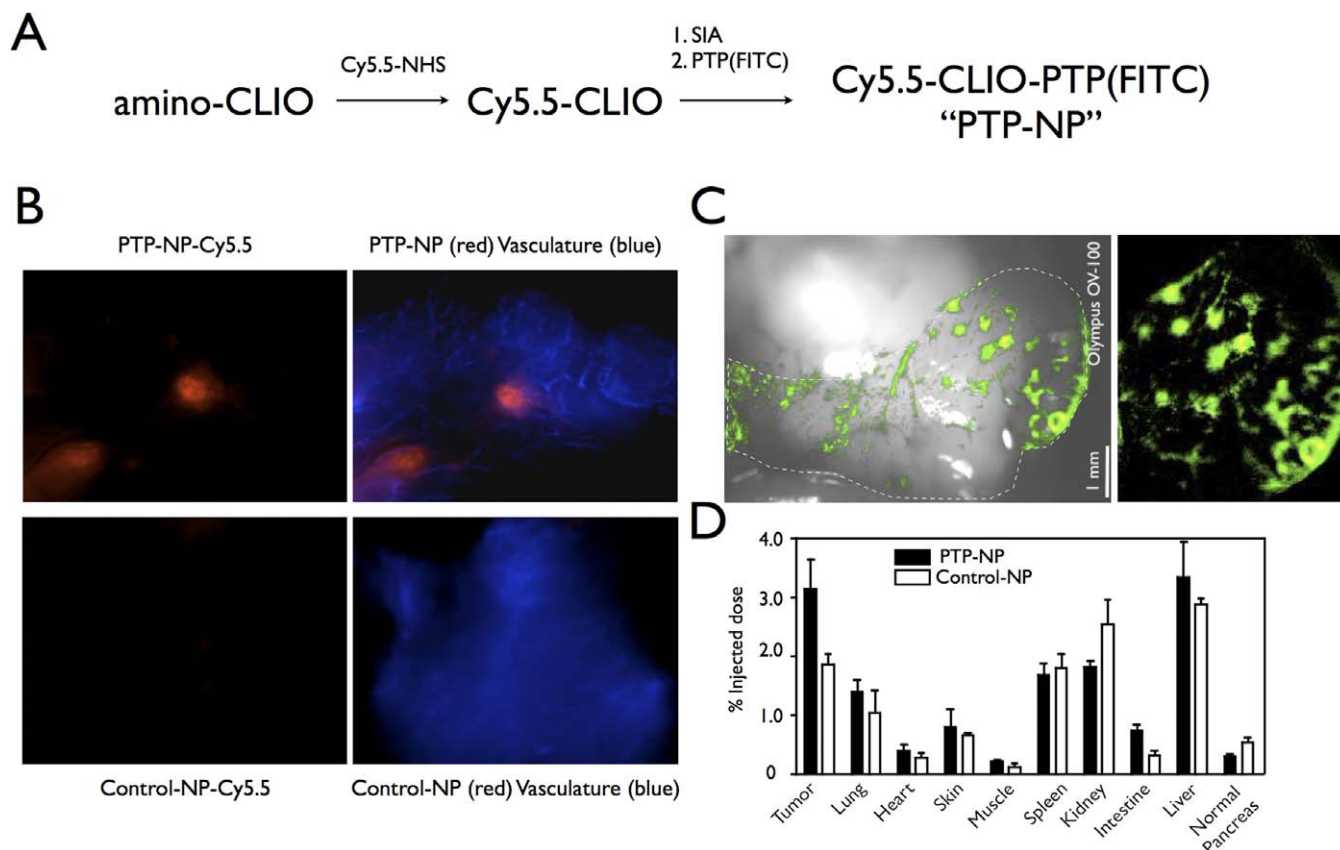 A
amino-CLIO
Cy5.5-NHS
Cy5.5-CLIO
1. SIA
2. PTP(FITC)
Cy5.5-CLIO-PTP(FITC)
“PTP-NP”
B
PTP-NP-Cy5.5
PTP-NP (red) Vasculature (blue)
Control-NP-Cy5.5
Control-NP (red) Vasculature (blue)
C
Olympus OV-100
1 mm
D
% Injected dose
4.0
3.0
2.0
1.0
0
PTP-NP
Control-NP
Tumor
Lung
Heart
Skin
Muscle
Spleen
Kidney
Intestine
Liver
Normal
Pancreas